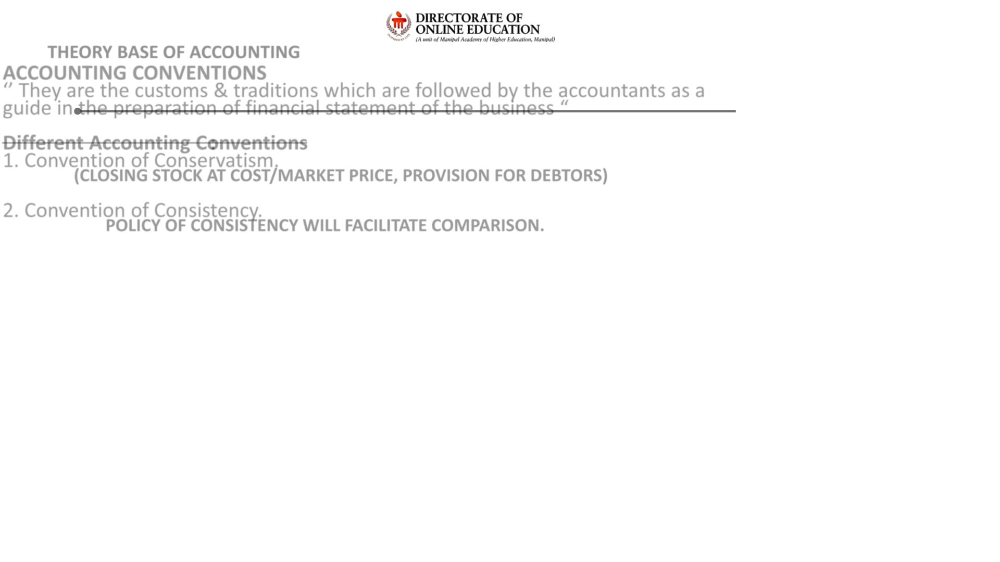 DIRECTORATE OF
ONLINE EDUCATION
(A unit of Manipal Academy of Higher Education, Manipal)
INSPIRED BY LIFE
THEORY BASE OF ACCOUNTING
ACCOUNTING CONVENTIONS
“ They are the customs & traditions which are followed by the accountants as a
guide in the preparation of financial statement of the business “
Different Accounting Conventions
1. Convention of Conservatism.
(CLOSING STOCK AT COST/MARKET PRICE, PROVISION FOR DEBTORS)
2. Convention of Consistency.
POLICY OF CONSISTENCY WILL FACILITATE COMPARISON.